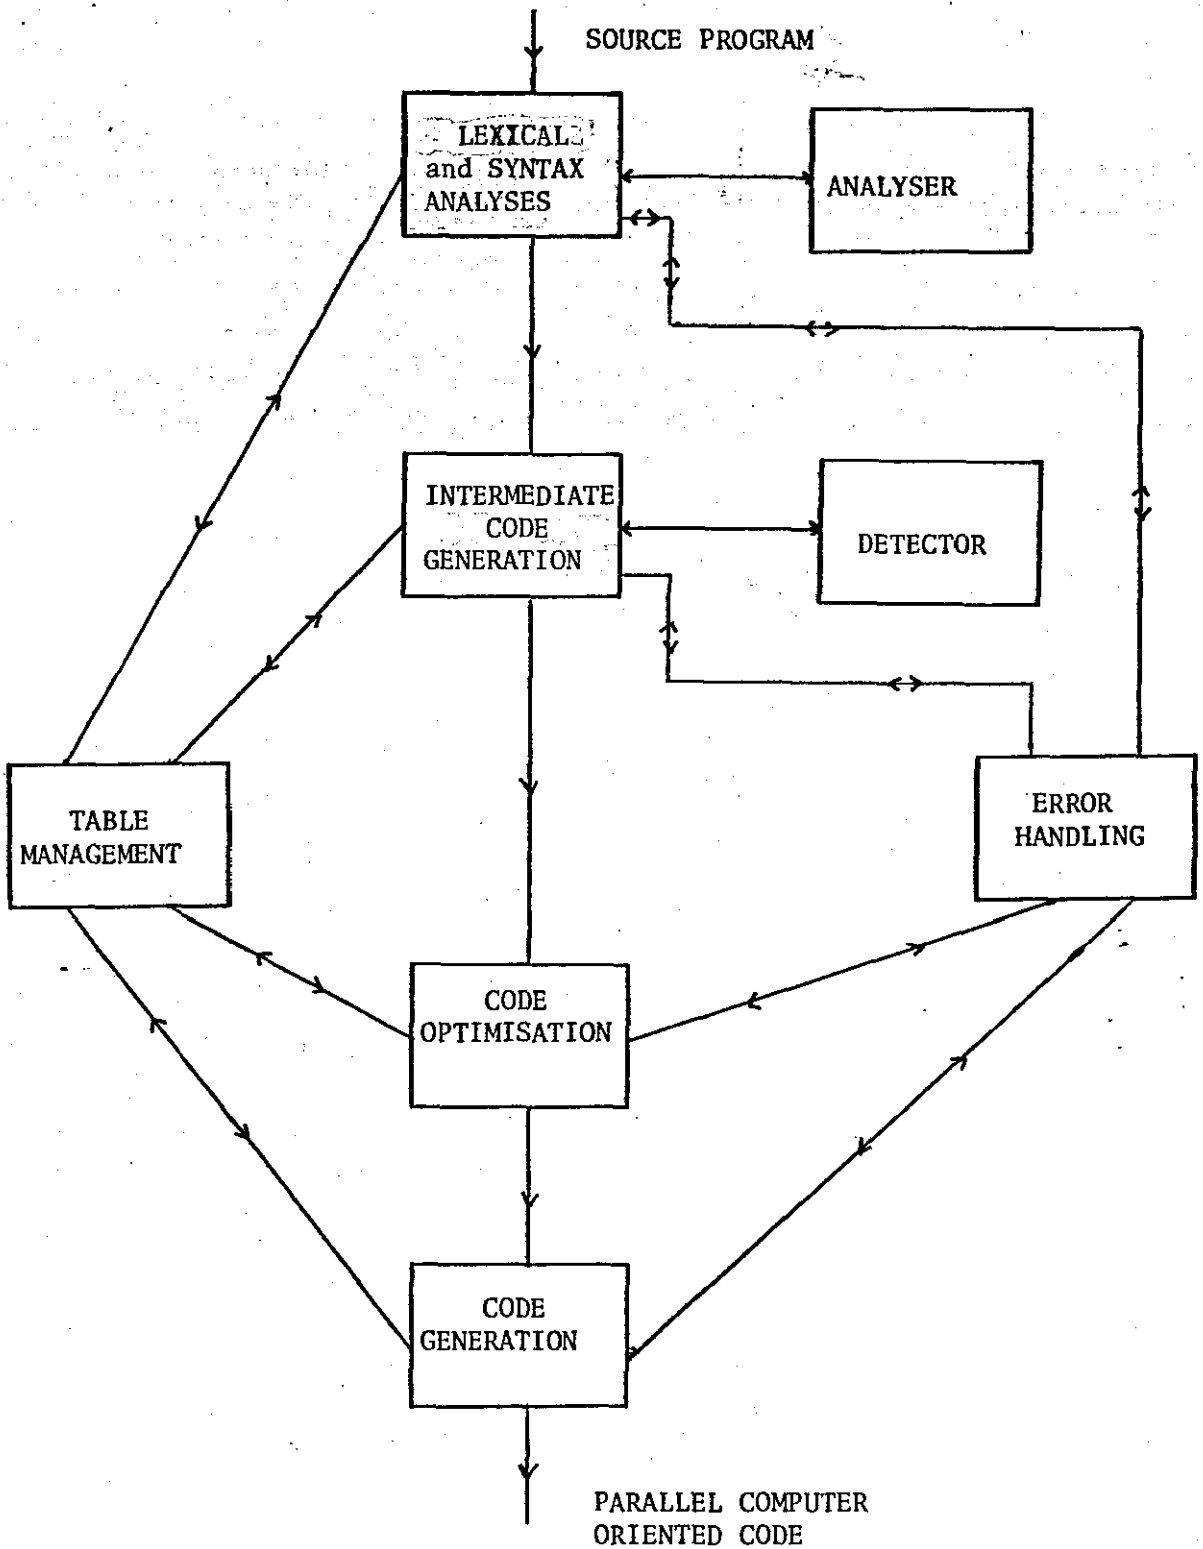 SOURCE PROGRAM
LEXICAL
and SYNTAX
ANALYSES
ANALYSER
INTERMEDIATE
CODE
GENERATION
DETECTOR
TABLE
MANAGEMENT
ERROR
HANDLING
CODE
OPTIMISATION
CODE
GENERATION
PARALLEL COMPUTER
ORIENTED CODE